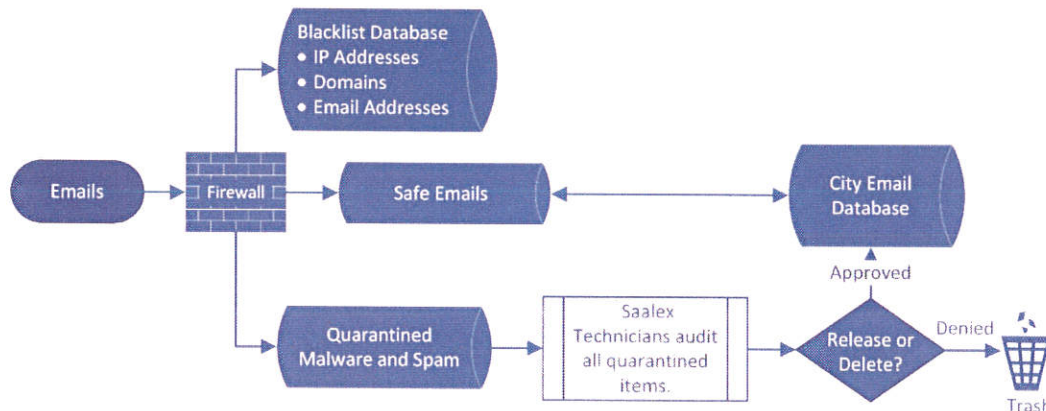 Blacklist Database
• IP Addresses
• Domains
• Email Addresses
Emails
Firewall
Safe Emails
City Email
Database
Approved
Quarantined
Malware and Spam
Saalex
Technicians audit
all quarantined
items.
Release or
Delete?
Denied
Trash